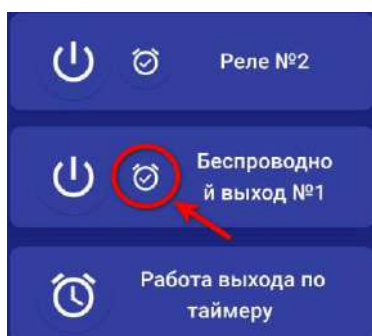 Реле №2
Беспроводно
й выход №1
Работа выхода по
таймеру